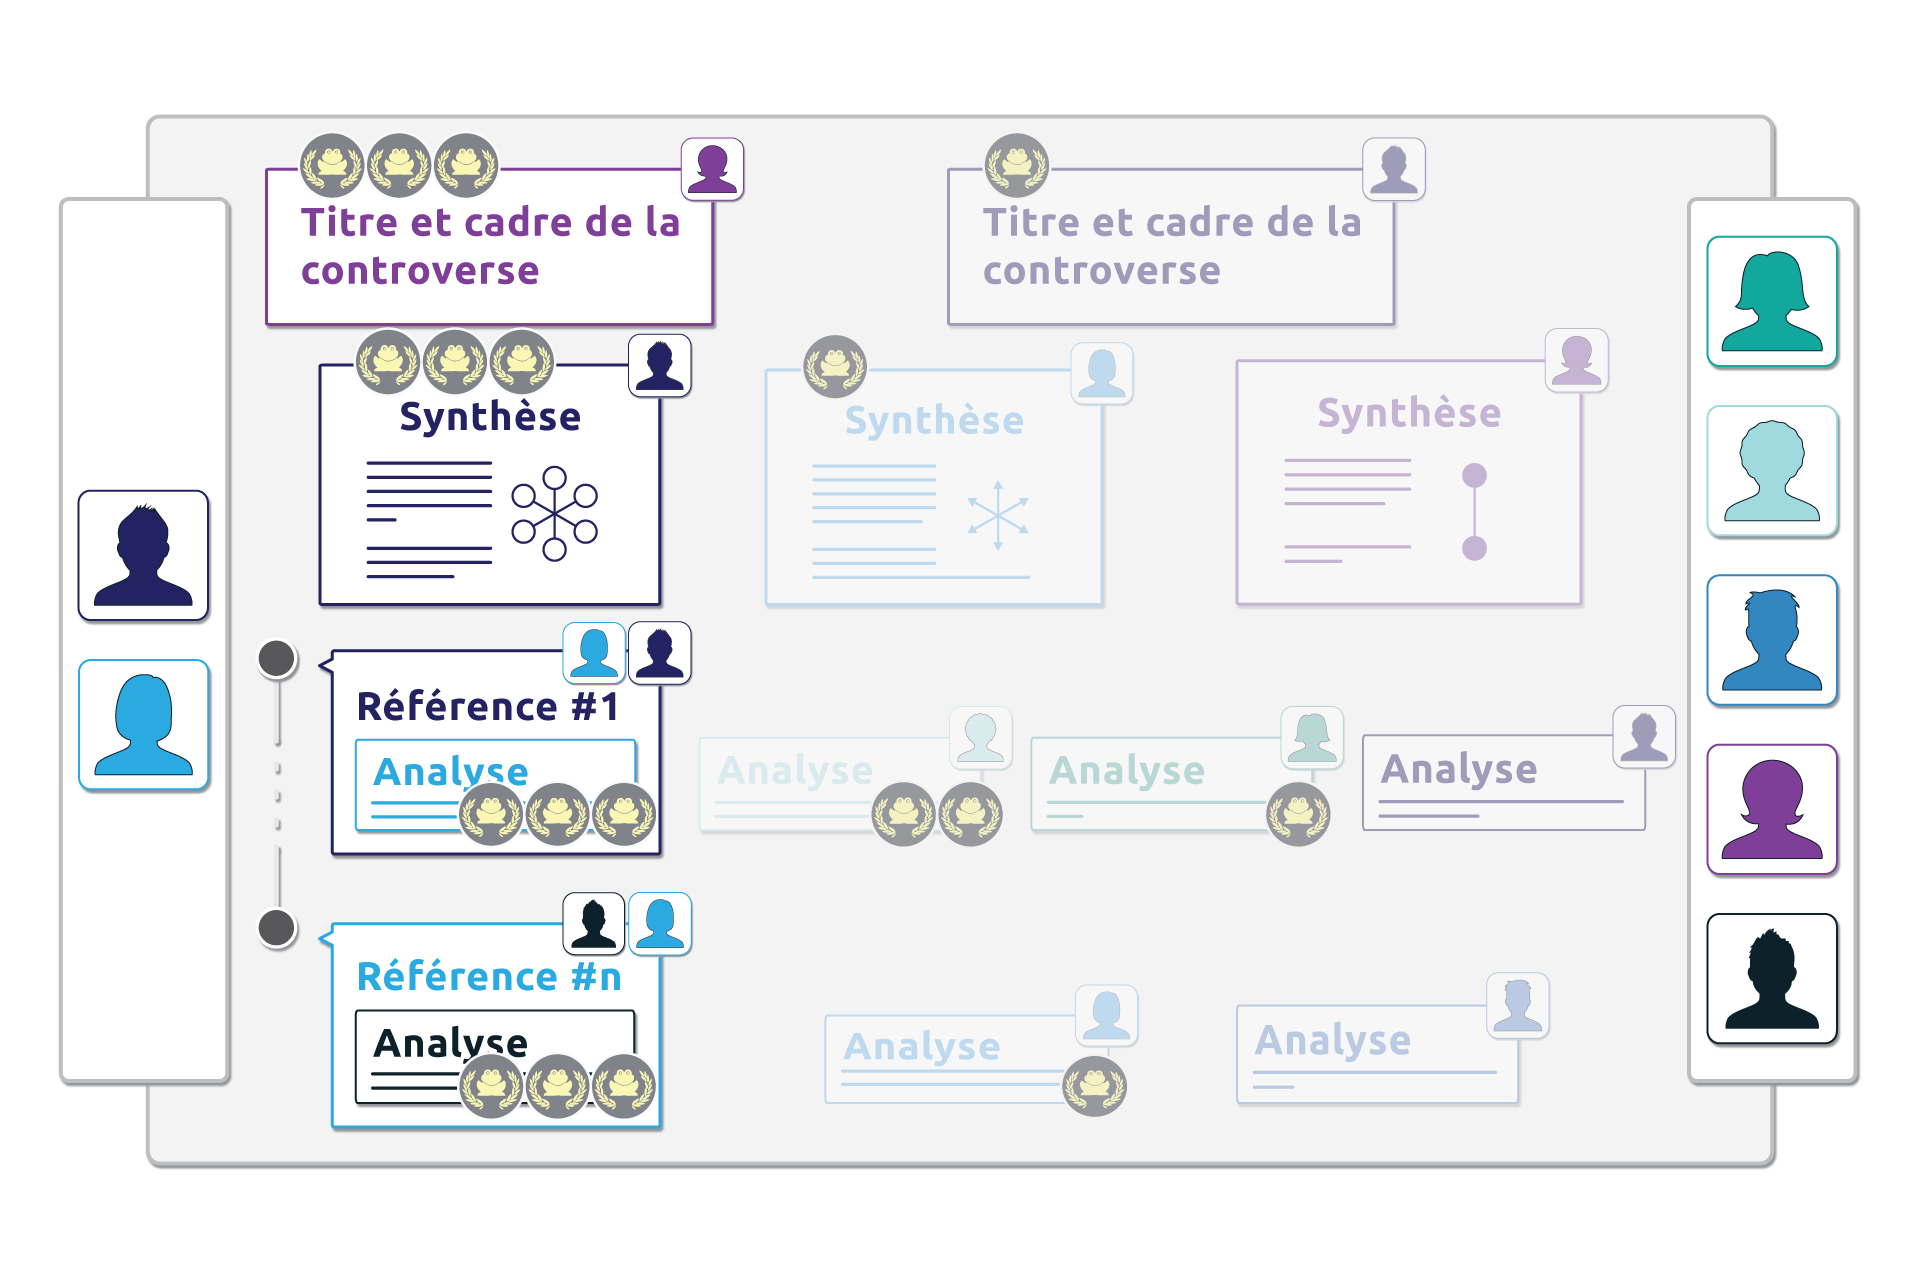 Titre et cadre de la
controverse
Titre et cadre de la
controverse
Synthèse
Synthèse
Synthèse
Référence #1
Analyse
Analyse
Analyse
Analyse
Référence #n
Analyse
Analyse
Analyse